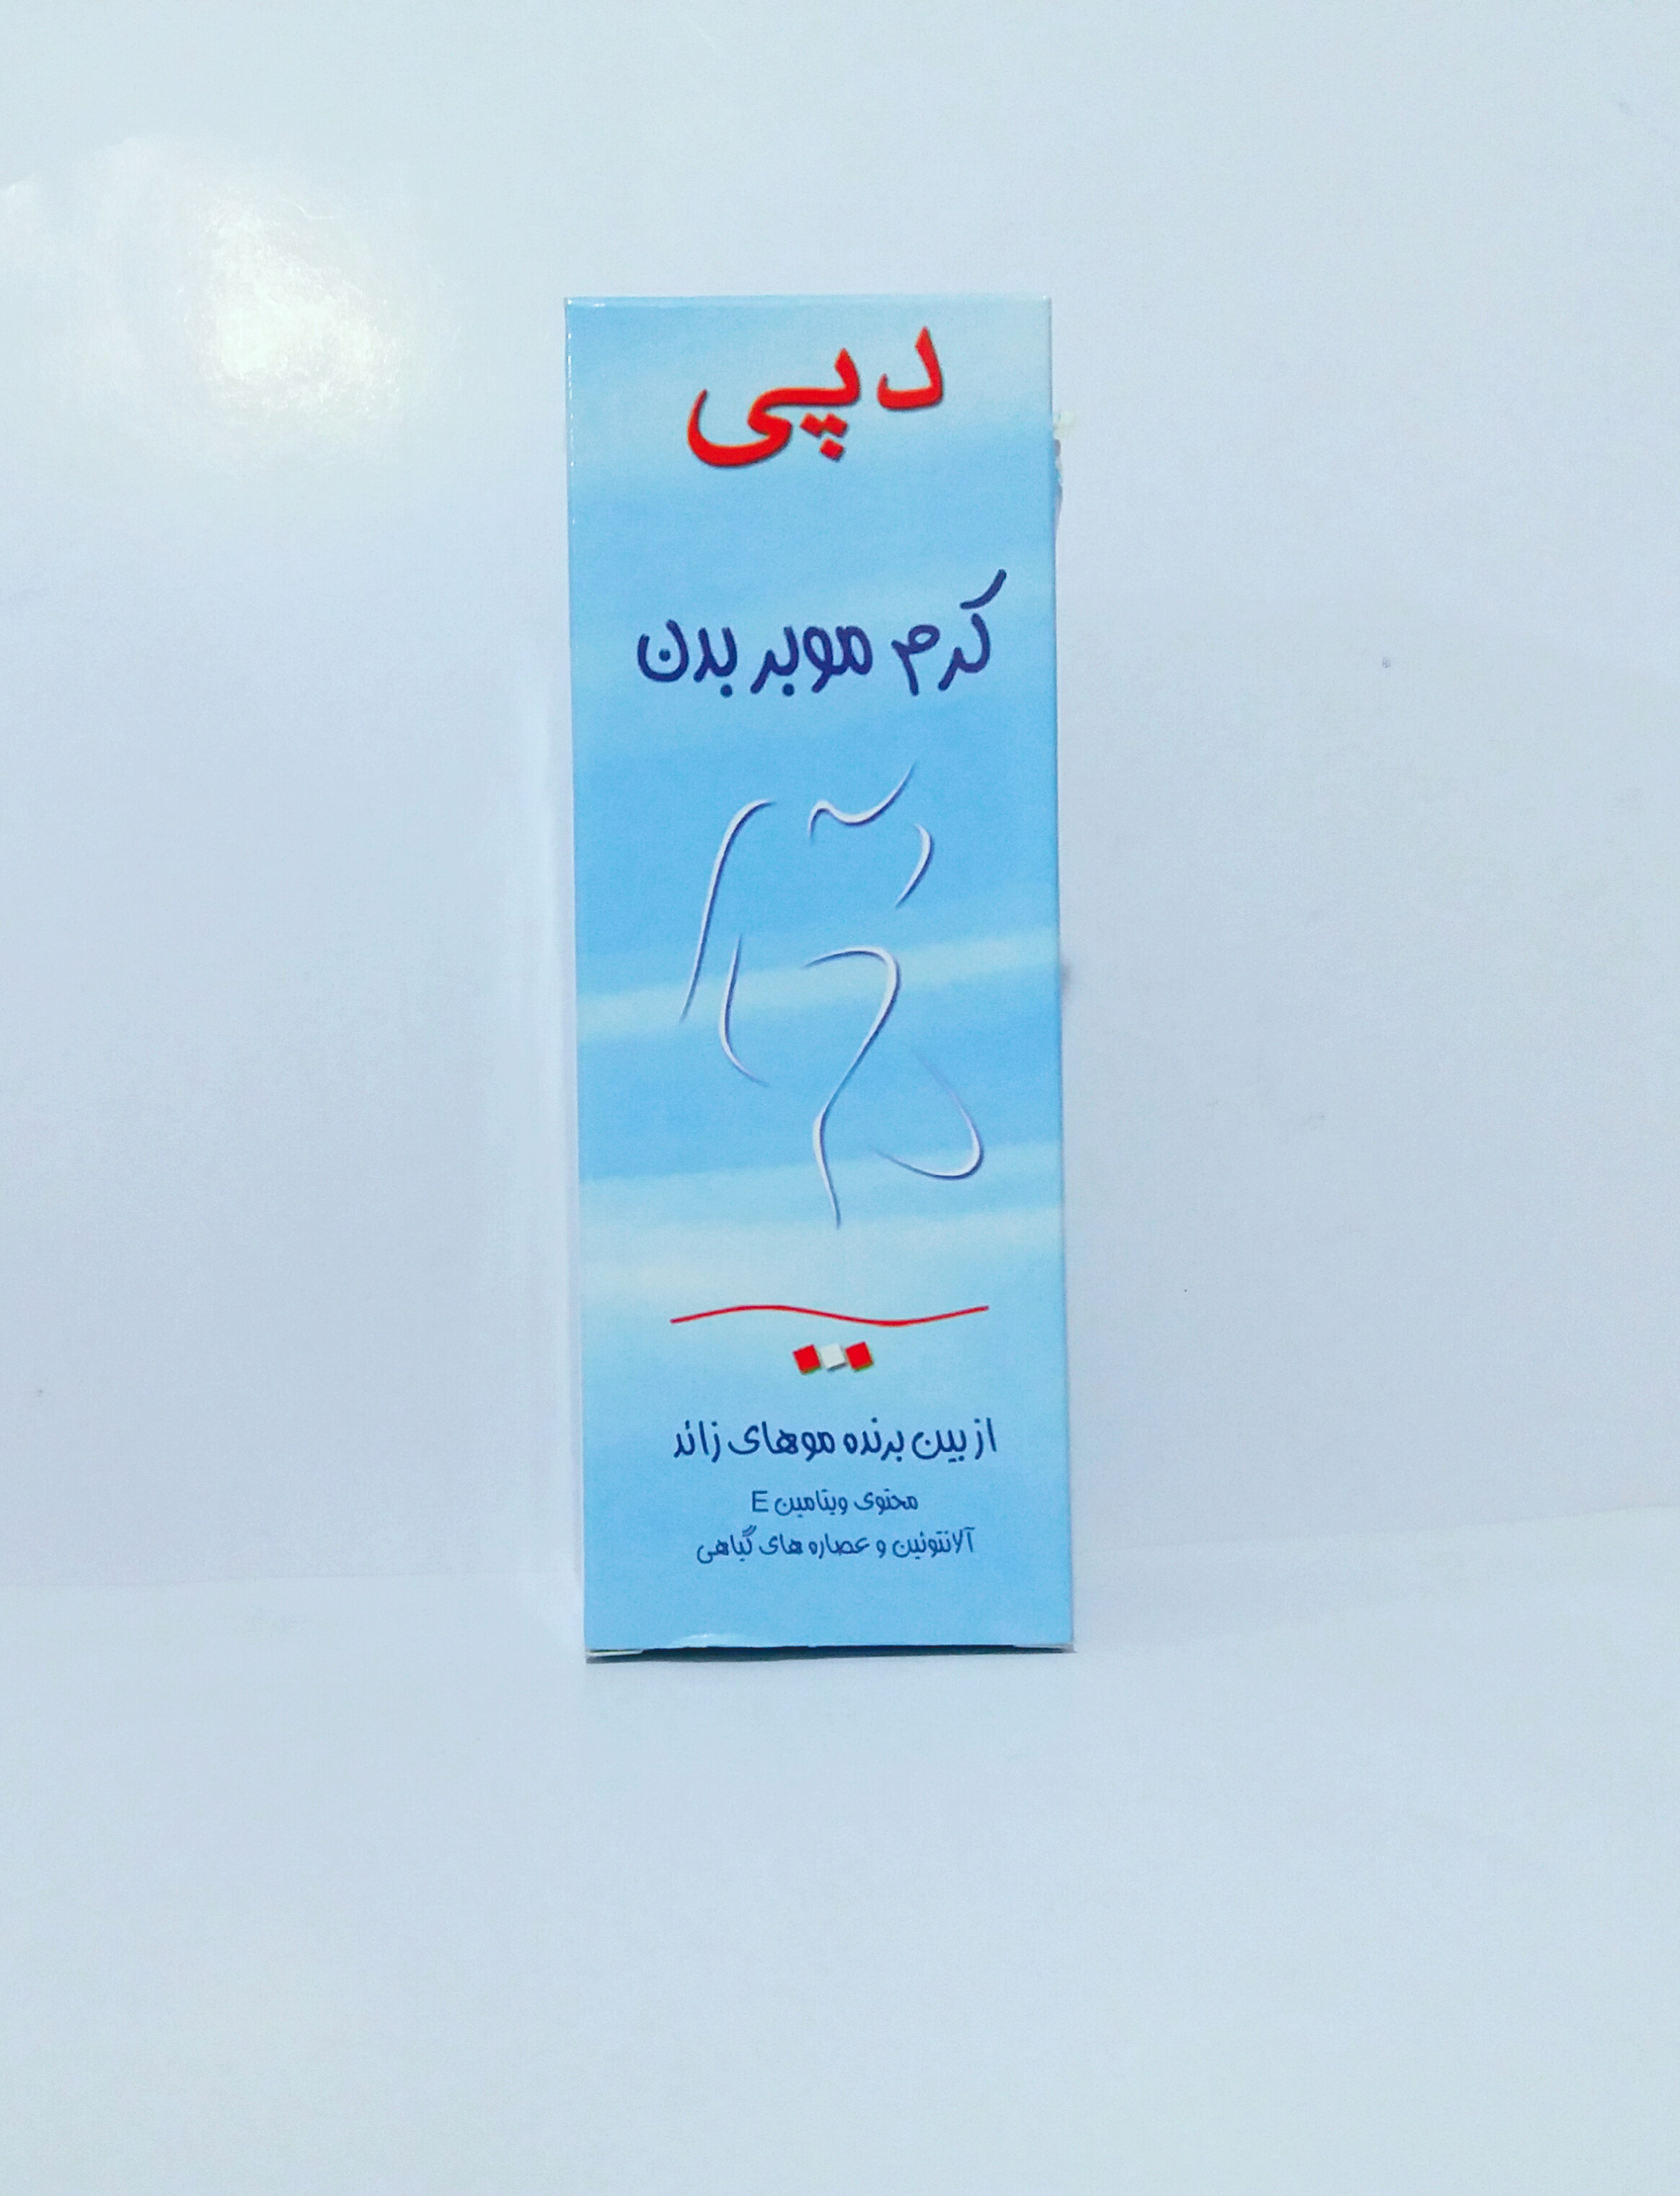 دپی
کرم موبر بدن
از بین برنده موهای زائد
محتوی ویتامین E
آلانتوئین و عصاره های گیاهی